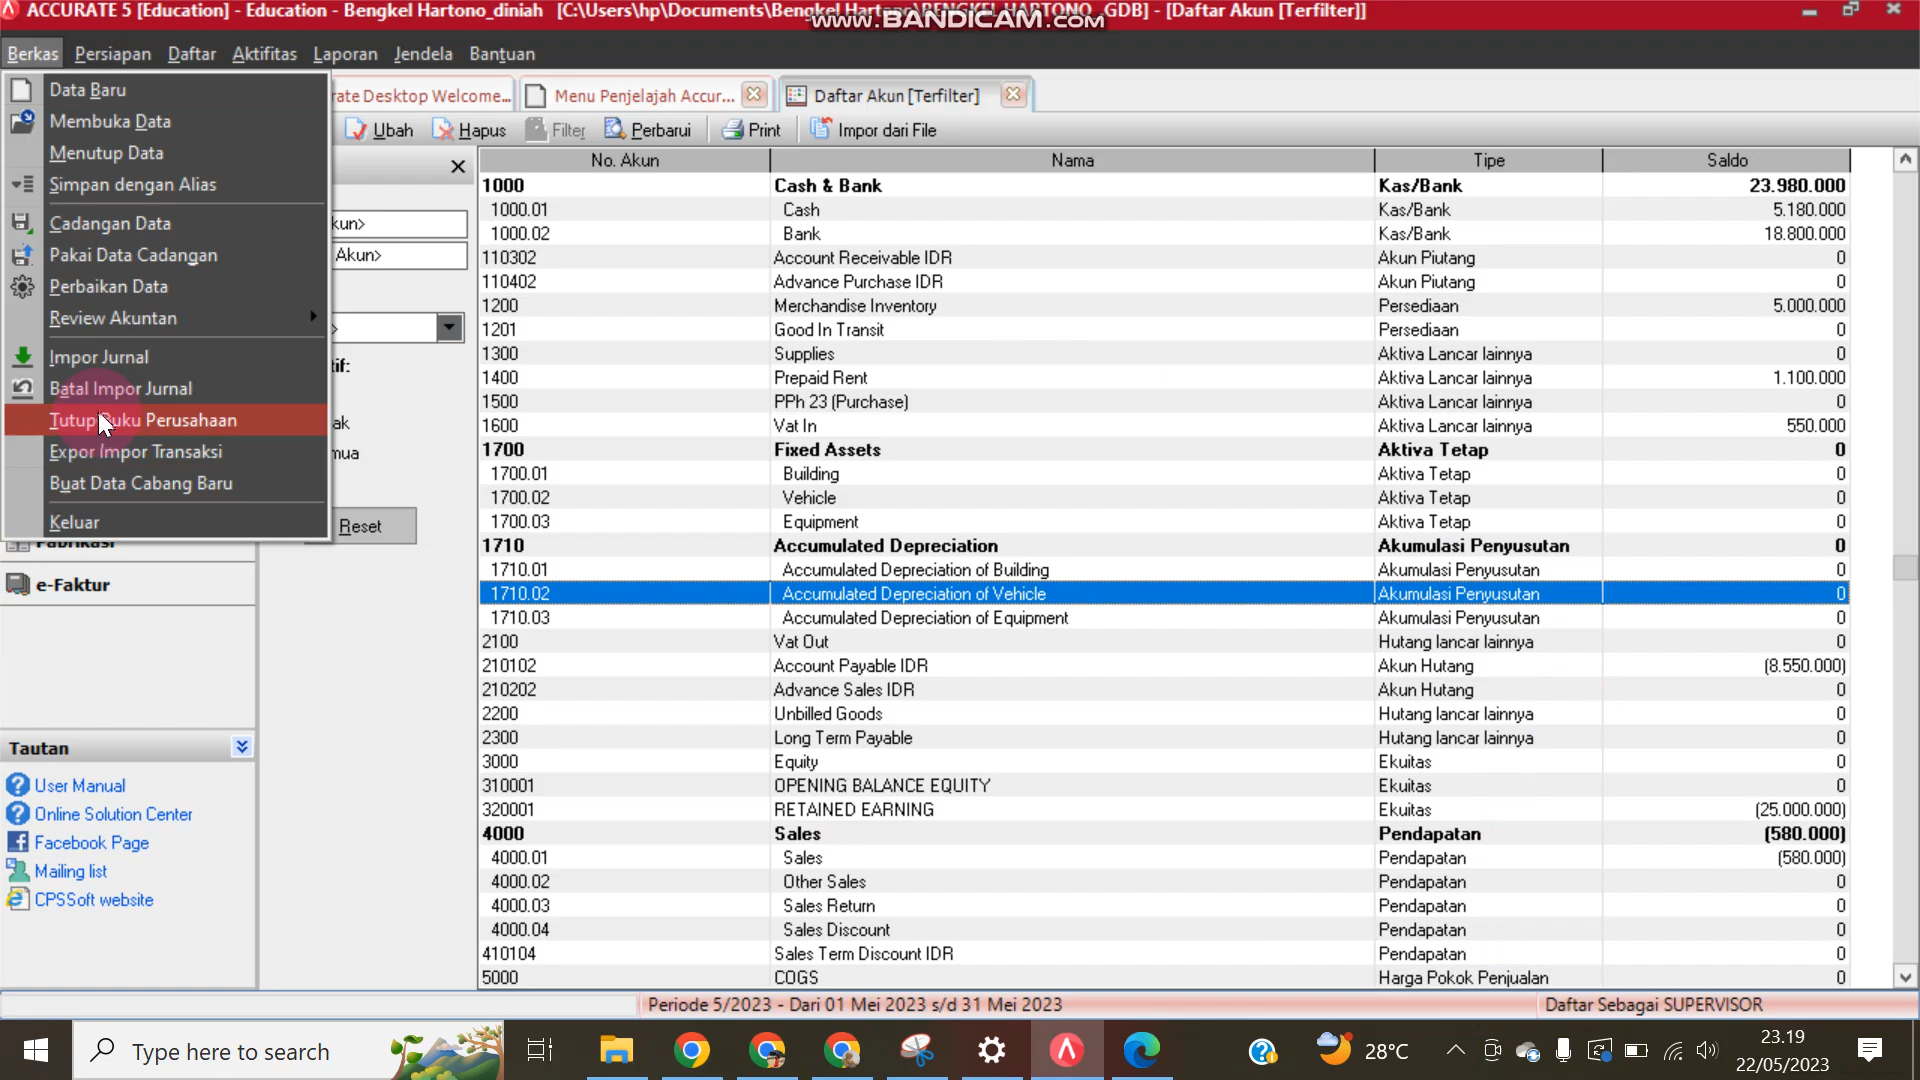 ACCURATE 5 [Education] - Education - Bengkel Hartono_diniah [C:\Users\hp\Documents\Bengkel Hartono\BENGKEL HARTONO_.GDB] - [Daftar Akun [Terfilter]]
www.BANDICAM.com
Berkas Persiapan Daftar Aktifitas Laporan Jendela Bantuan
rate Desktop Welcome... Menu Penjelajah Accur... Daftar Akun [Terfilter]
Ubah Hapus Filter Perbarui Print Impor dari File
Data Baru
Membuka Data
Menutup Data
Simpan dengan Alias
Cadangan Data
Pakai Data Cadangan
Perbaikan Data
Review Akuntan
Impor Jurnal
Batal Impor Jurnal
Tutup Buku Perusahaan
Expor Impor Transaksi
Buat Data Cabang Baru
Keluar
kun>
Akun>
>
tif:
ak
mua
Reset
Fabrikasi
e-Faktur
Tautan
User Manual
Online Solution Center
Facebook Page
Mailing list
CPSSoft website
No. Akun Nama Tipe Saldo
1000 Cash & Bank Kas/Bank 23.980.000
1000.01 Cash Kas/Bank 5.180.000
1000.02 Bank Kas/Bank 18.800.000
110302 Account Receivable IDR Akun Piutang 0
110402 Advance Purchase IDR Akun Piutang 0
1200 Merchandise Inventory Persediaan 5.000.000
1201 Good In Transit Persediaan 0
1300 Supplies Aktiva Lancar lainnya 0
1400 Prepaid Rent Aktiva Lancar lainnya 1.100.000
1500 PPh 23 (Purchase) Aktiva Lancar lainnya 0
1600 Vat In Aktiva Lancar lainnya 550.000
1700 Fixed Assets Aktiva Tetap 0
1700.01 Building Aktiva Tetap 0
1700.02 Vehicle Aktiva Tetap 0
1700.03 Equipment Aktiva Tetap 0
1710 Accumulated Depreciation Akumulasi Penyusutan 0
1710.01 Accumulated Depreciation of Building Akumulasi Penyusutan 0
1710.02 Accumulated Depreciation of Vehicle Akumulasi Penyusutan 0
1710.03 Accumulated Depreciation of Equipment Akumulasi Penyusutan 0
2100 Vat Out Hutang lancar lainnya 0
210102 Account Payable IDR Akun Hutang (8.550.000)
210202 Advance Sales IDR Akun Hutang 0
2200 Unbilled Goods Hutang lancar lainnya 0
2300 Long Term Payable Hutang lancar lainnya 0
3000 Equity Ekuitas 0
310001 OPENING BALANCE EQUITY Ekuitas 0
320001 RETAINED EARNING Ekuitas (25.000.000)
4000 Sales Pendapatan (580.000)
4000.01 Sales Pendapatan (580.000)
4000.02 Other Sales Pendapatan 0
4000.03 Sales Return Pendapatan 0
4000.04 Sales Discount Pendapatan 0
410104 Sales Term Discount IDR Pendapatan 0
5000 COGS Harga Pokok Penjualan 0
Periode 5/2023 - Dari 01 Mei 2023 s/d 31 Mei 2023 Daftar Sebagai SUPERVISOR
Type here to search
28°C
23.19
22/05/2023